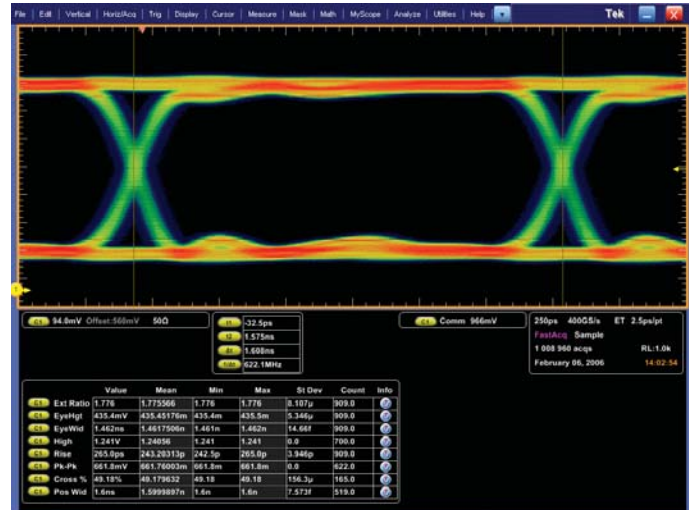 File | Edit | Vertical | Horiz/Acq | Trig | Display | Cursor | Measure | Mask | Math | MyScope | Analyze | Utilities | Help
Tek
C1 94.0mV Offset:560mV 50Ω
t1 -32.5ps
t2 1.575ns
Δt 1.608ns
1/Δt 622.1MHz
C1 Comm 966mV
250ps 400GS/s ET 2.5ps/pt
FastAcq Sample
1 008 960 acqs RL:1.0k
February 06, 2006 14:02:54
Value Mean Min Max St Dev Count Info
C1 Ext Ratio 1.776 1.775566 1.776 1.776 8.107µ 909.0
C1 EyeHgt 435.4mV 435.45176m 435.4m 435.5m 5.346µ 909.0
C1 EyeWid 1.462ns 1.4617506n 1.461n 1.462n 14.66f 909.0
C1 High 1.241V 1.24056 1.241 1.241 0.0 700.0
C1 Rise 265.0ps 243.20313p 242.5p 265.0p 3.946p 909.0
C1 Pk-Pk 661.8mV 661.76003m 661.8m 661.8m 0.0 622.0
C1 Cross % 49.18% 49.179632 49.18 49.18 156.3µ 165.0
C1 Pos Wid 1.6ns 1.5999897n 1.6n 1.6n 7.573f 519.0